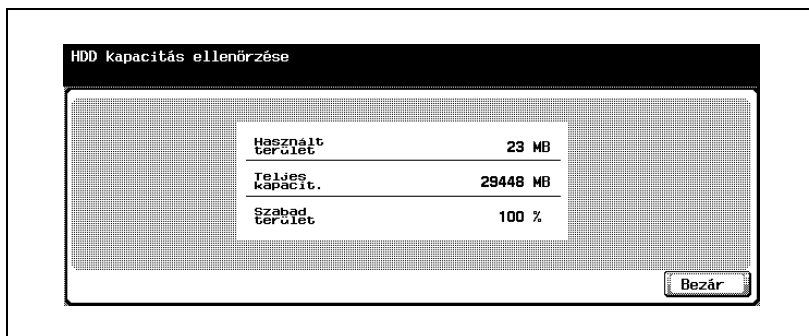 HDD kapacitás ellenőrzése
Használt
terület
23 MB
Teljes
kapacit.
29448 MB
Szabad
terület
100 %
Bezár